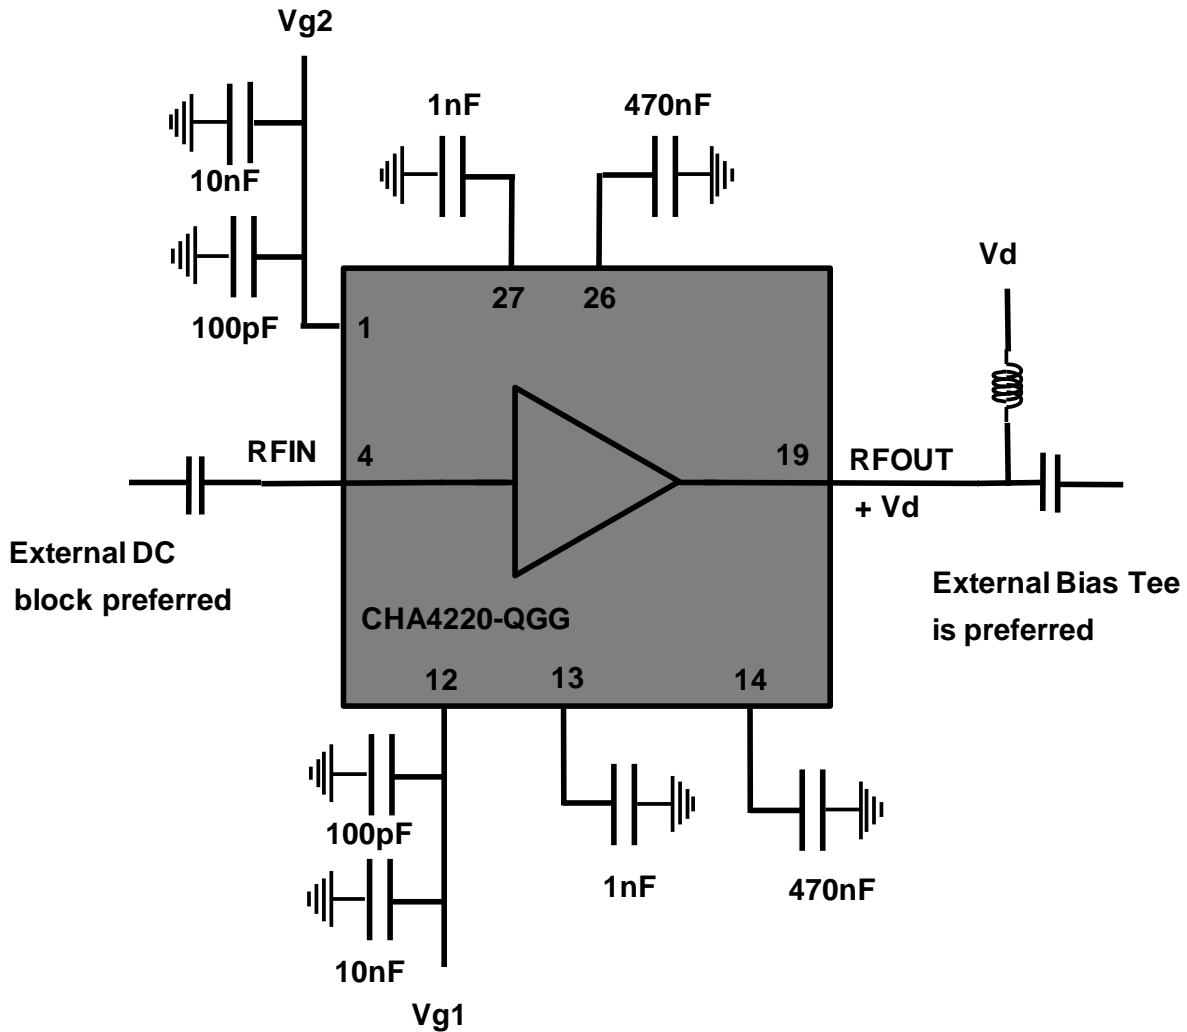 Vg2
1nF
470nF
10nF
Vd
27
26
100pF
1
RFIN
4
19
RFOUT
+ Vd
External DC
block preferred
External Bias Tee
is preferred
CHA4220-QGG
12
13
14
100pF
1nF
470nF
10nF
Vg1